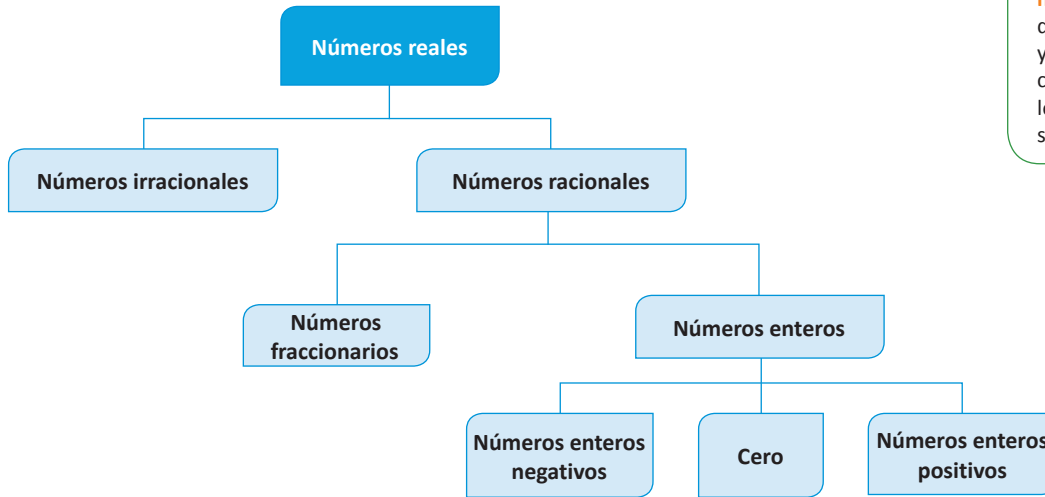 Números reales
Números irracionales
Números racionales
Números
fraccionarios
Números enteros
Números enteros
negativos
Cero
Números enteros
positivos
y